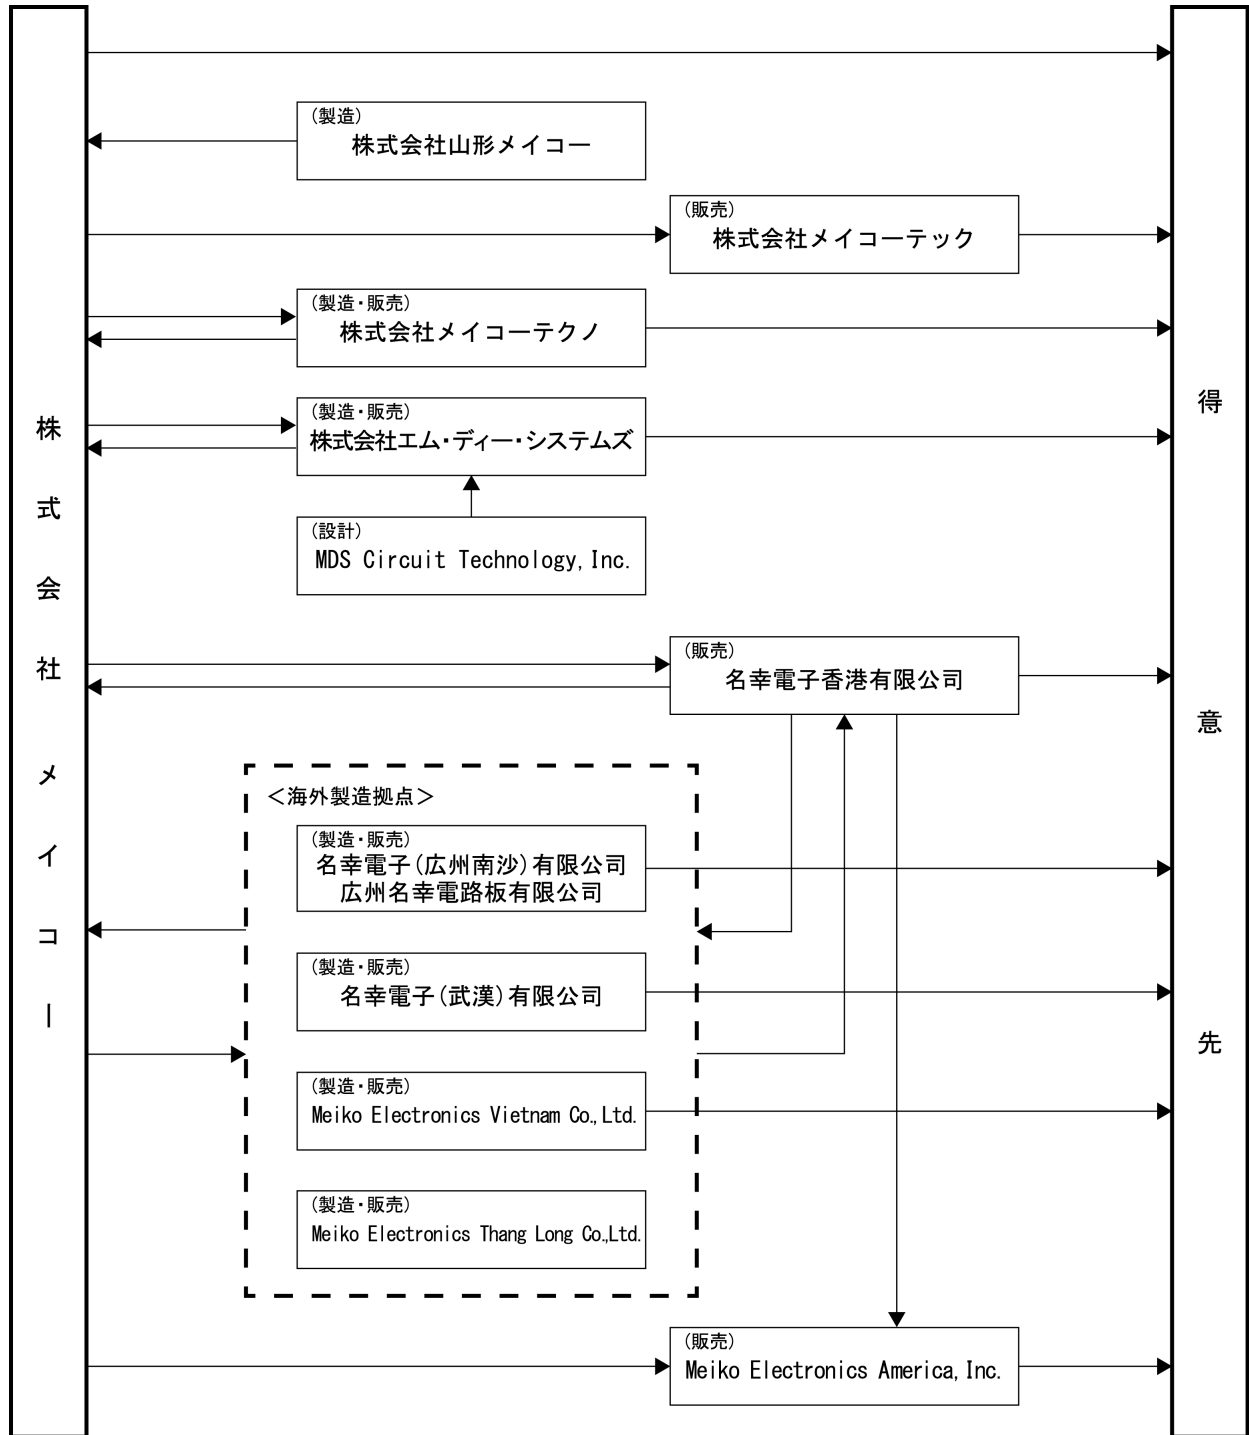 株式会社メイコー
(製造)
株式会社山形メイコー
(販売)
株式会社メイコーテック
(製造・販売)
株式会社メイコーテクノ
(製造・販売)
株式会社エム・ディー・システムズ
(設計)
MDS Circuit Technology, Inc.
(販売)
名幸電子香港有限公司
＜海外製造拠点＞
(製造・販売)
名幸電子(広州南沙)有限公司
広州名幸電路板有限公司
(製造・販売)
名幸電子(武漢)有限公司
(製造・販売)
Meiko Electronics Vietnam Co., Ltd.
(製造・販売)
Meiko Electronics Thang Long Co.,Ltd.
(販売)
Meiko Electronics America, Inc.
得意先